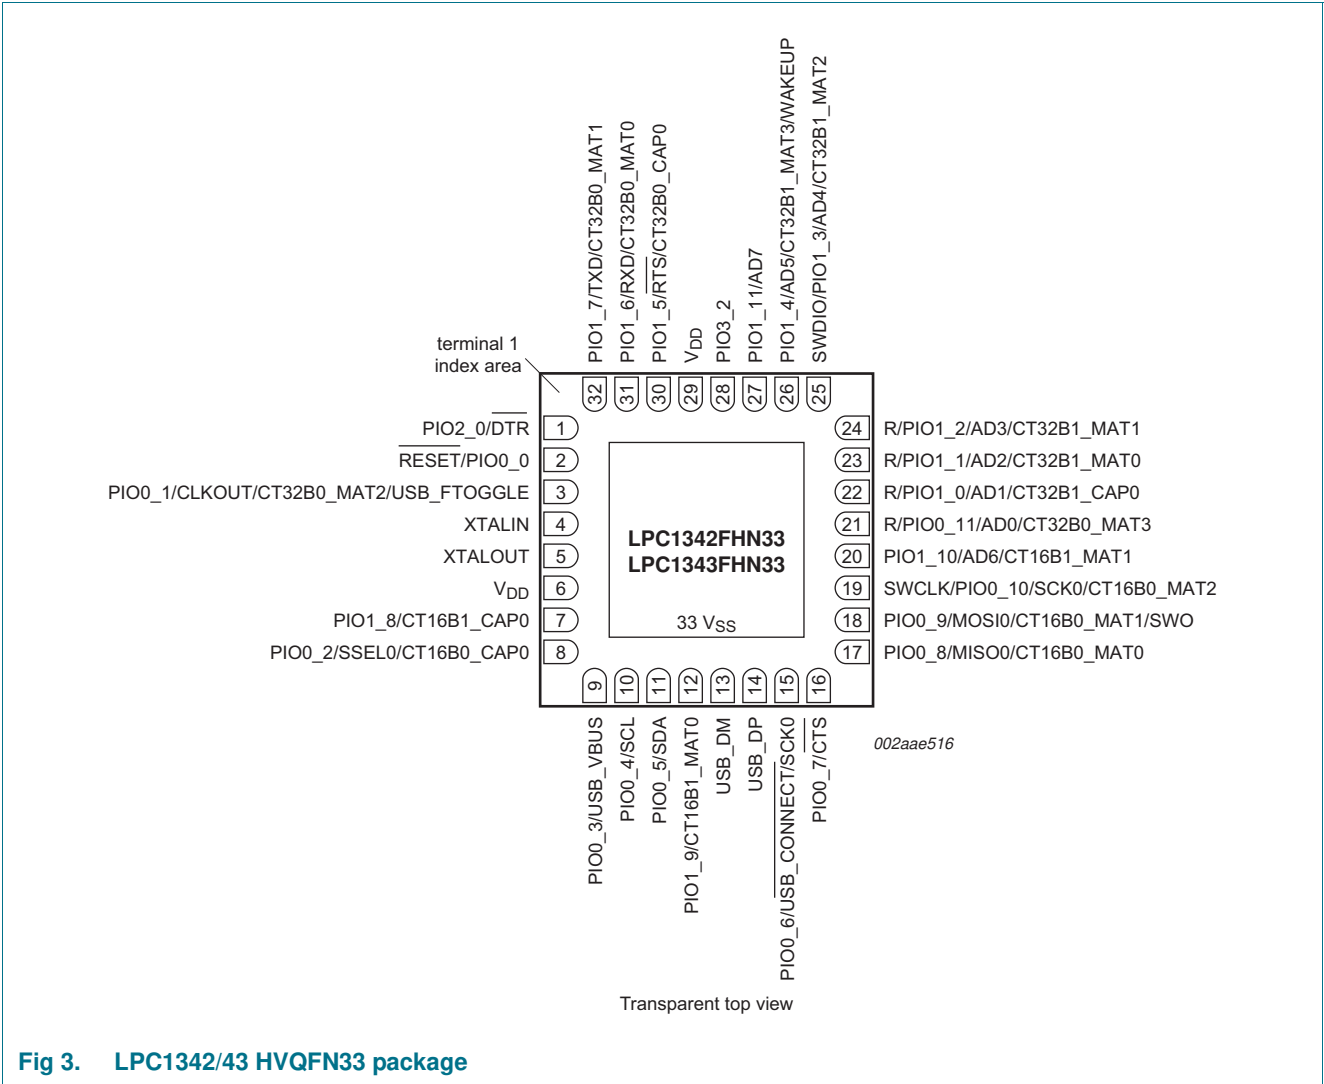 PIO1_7/TXD/CT32B0_MAT1
PIO1_6/RXD/CT32B0_MAT0
PIO1_5/RTS/CT32B0_CAP0
VDD
PIO3_2
PIO1_11/AD7
PIO1_4/AD5/CT32B1_MAT3/WAKEUP
SWDIO/PIO1_3/AD4/CT32B1_MAT2
terminal 1
index area
32
31
30
29
28
27
26
25
PIO2_0/DTR 1
RESET/PIO0_0 2
PIO0_1/CLKOUT/CT32B0_MAT2/USB_FTOGGLE 3
XTALIN 4
XTALOUT 5
VDD 6
PIO1_8/CT16B1_CAP0 7
PIO0_2/SSEL0/CT16B0_CAP0 8
24 R/PIO1_2/AD3/CT32B1_MAT1
23 R/PIO1_1/AD2/CT32B1_MAT0
22 R/PIO1_0/AD1/CT32B1_CAP0
21 R/PIO0_11/AD0/CT32B0_MAT3
20 PIO1_10/AD6/CT16B1_MAT1
19 SWCLK/PIO0_10/SCK0/CT16B0_MAT2
18 PIO0_9/MOSI0/CT16B0_MAT1/SWO
17 PIO0_8/MISO0/CT16B0_MAT0
LPC1342FHN33
LPC1343FHN33
33 VSS
9
10
11
12
13
14
15
16
PIO0_3/USB_VBUS
PIO0_4/SCL
PIO0_5/SDA
PIO1_9/CT16B1_MAT0
USB_DM
USB_DP
PIO0_6/USB_CONNECT/SCK0
PIO0_7/CTS
002aae516
Transparent top view
Fig 3. LPC1342/43 HVQFN33 package